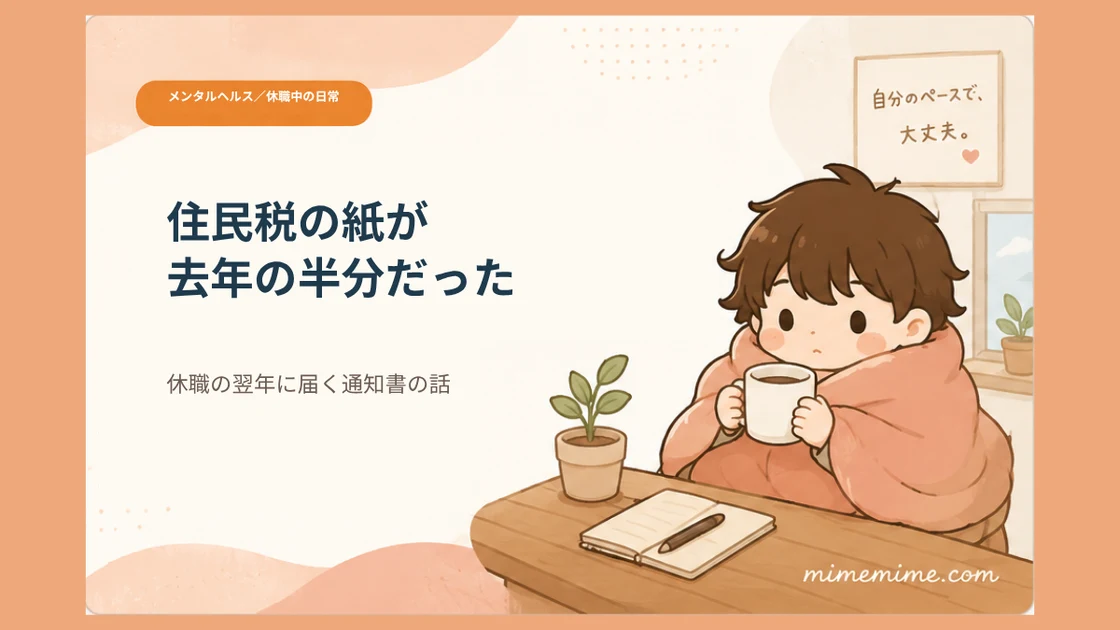 メンタルヘルス／休職中の日常
住民税の紙が
去年の半分だった
休職の翌年に届く通知書の話
自分のペースで、
大丈夫。
mimemime.com